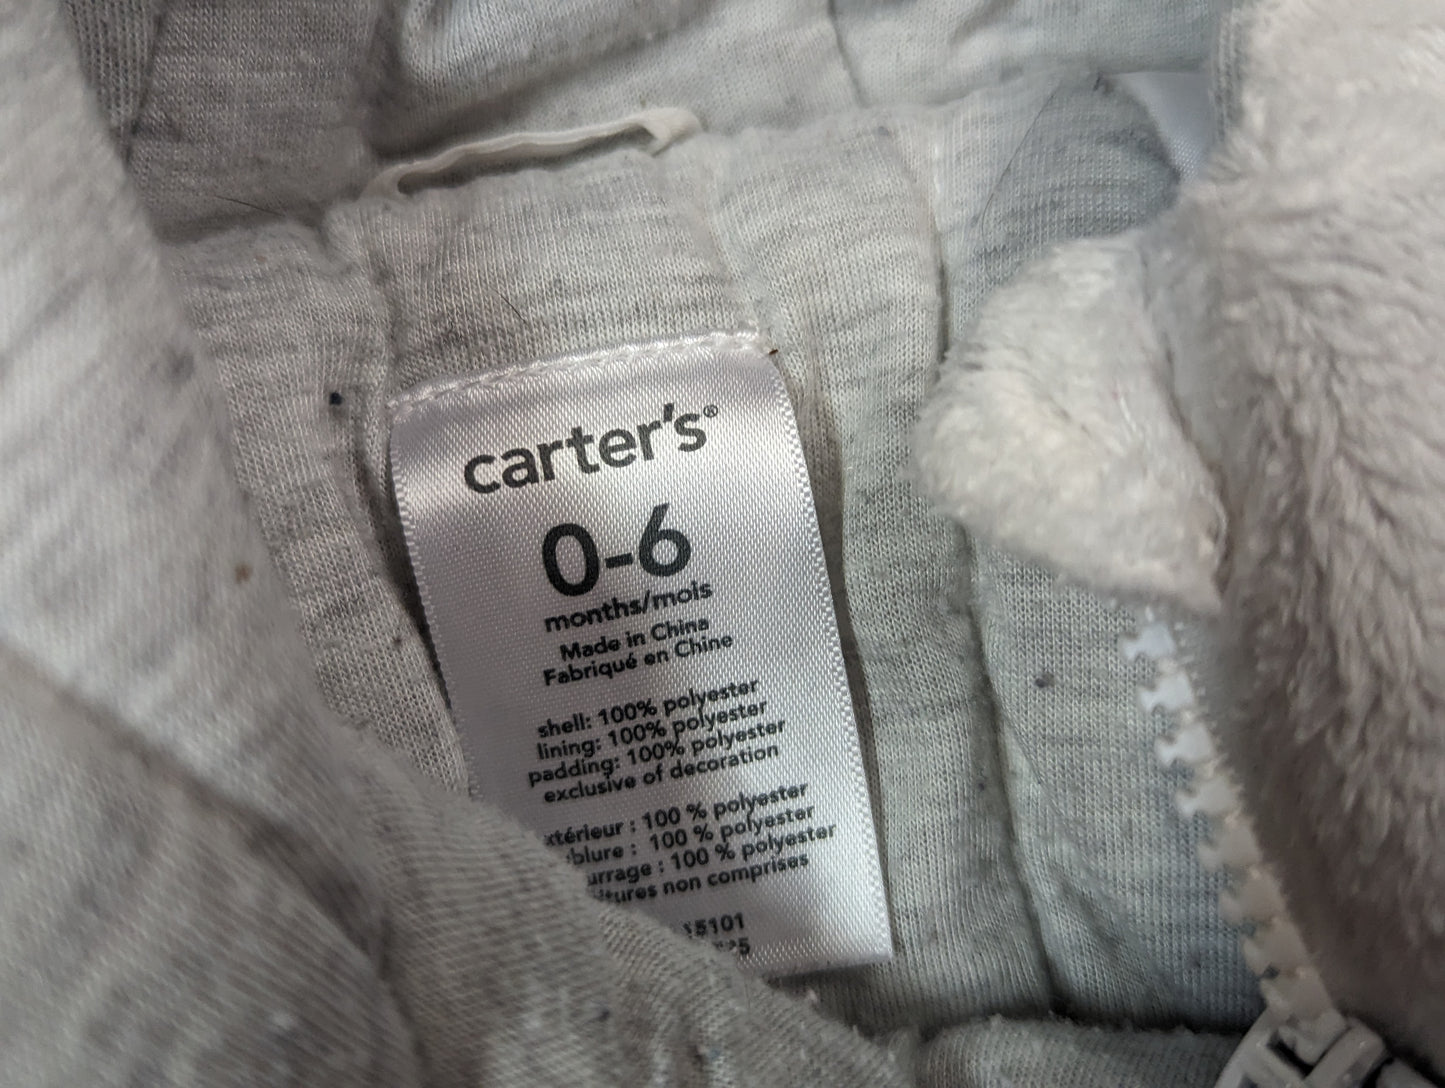 carter's®
0-6
months/mois
Made in China
Fabriqué en Chine
shell: 100% polyester
lining: 100% polyester
padding: 100% polyester
exclusive of decoration
: 100 % polyester
: 100 % polyester
: 100 % polyester
non comprises